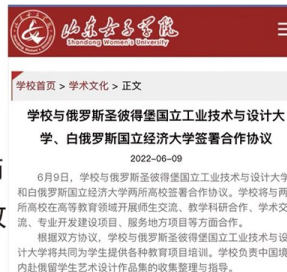 山东女子学院
Shandong Women's University
学校首页 > 学术文化 > 正文
学校与俄罗斯圣彼得堡国立工业技术与设计大
学、白俄罗斯国立经济大学签署合作协议
2022-06-09
6月9日，学校与俄罗斯圣彼得堡国立工业技术与设计大学
和白俄罗斯国立经济大学两所高校签署合作协议。学校将与两
所高校在高等教育领域开展师生交流、教学科研合作、学术交
流、专业开发建设项目、服务地方项目等方面合作。
根据双方协议，学校与俄罗斯圣彼得堡国立工业技术与设
计大学将共同为学生提供各种教育项目培训。学校负责中国境
内赴俄留学生艺术设计作品集的收集整理与指导。